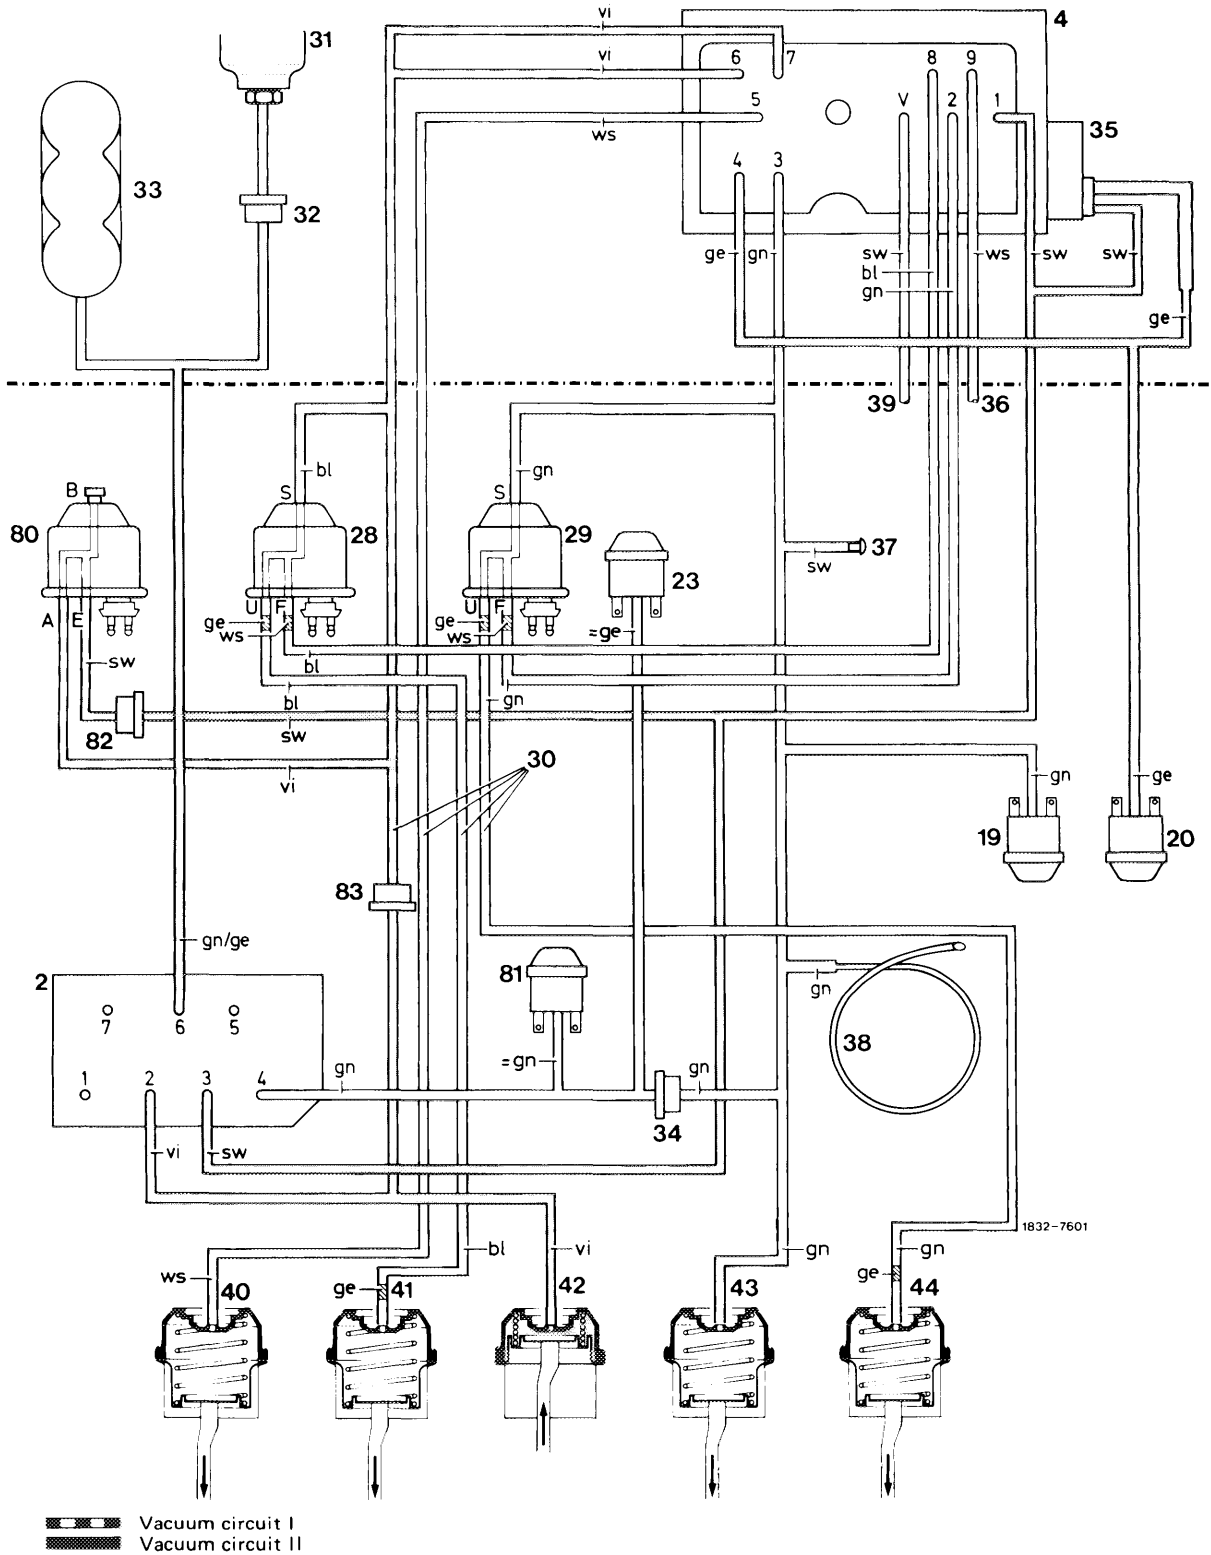 vi
4
31
6
7
8
9
vi
5
V
2
1
35
ws
33
32
4
3
ge
gn
sw
bl
gn
ws
sw
sw
ge
39
36
bl
gn
B
S
S
80
28
29
37
23
sw
A
E
U
F
U
F
ge
ws
ge
ws
=ge
sw
bl
bl
gn
82
sw
30
vi
gn
ge
19
20
83
gn/ge
2
81
gn
7
6
5
=gn
38
1
2
3
4
gn
gn
34
vi
sw
1832-7601
bl
vi
gn
gn
ws
40
ge
41
42
43
ge
44
Vacuum circuit I
Vacuum circuit II